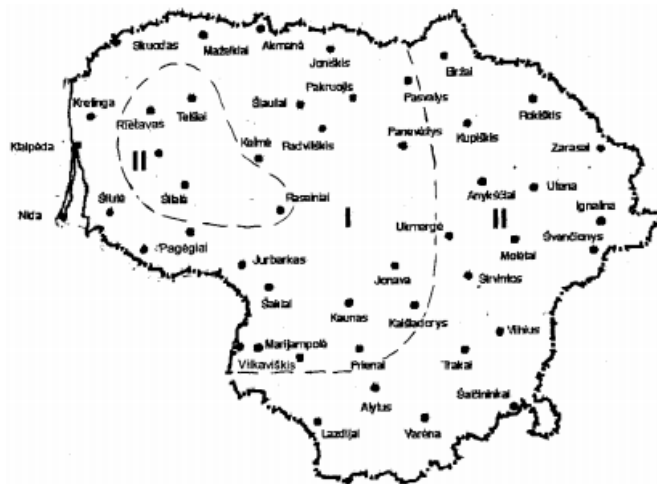 Skuodas
Mažeikiai
Akmenė
Joniškis
Biržai
Pakruojis
Pasvalys
Kretinga
Rietavas
Telšiai
Šiauliai
Rokiškis
Klaipėda
Kelmė
Radviliškis
Panevėžys
Kupiškis
Zarasai
II
Anykščiai
Utena
Nida
Šilutė
Šilalė
Raseiniai
I
II
Ignalina
Ukmergė
Molėtai
Švenčionys
Pagėgiai
Jurbarkas
Jonava
Širvintos
Šakiai
Kaunas
Kaišiadorys
Vilnius
Marijampolė
Vilkaviškis
Prienai
Trakai
Alytus
Šalčininkai
Lazdijai
Varėna